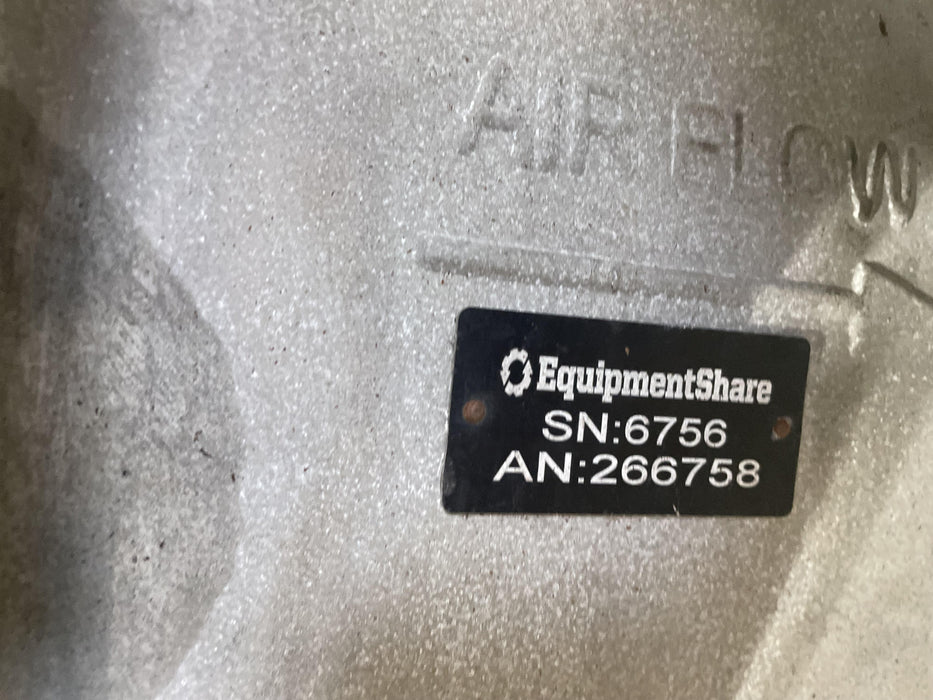 AIR FLOW
EquipmentShare
SN:6756
AN:266758